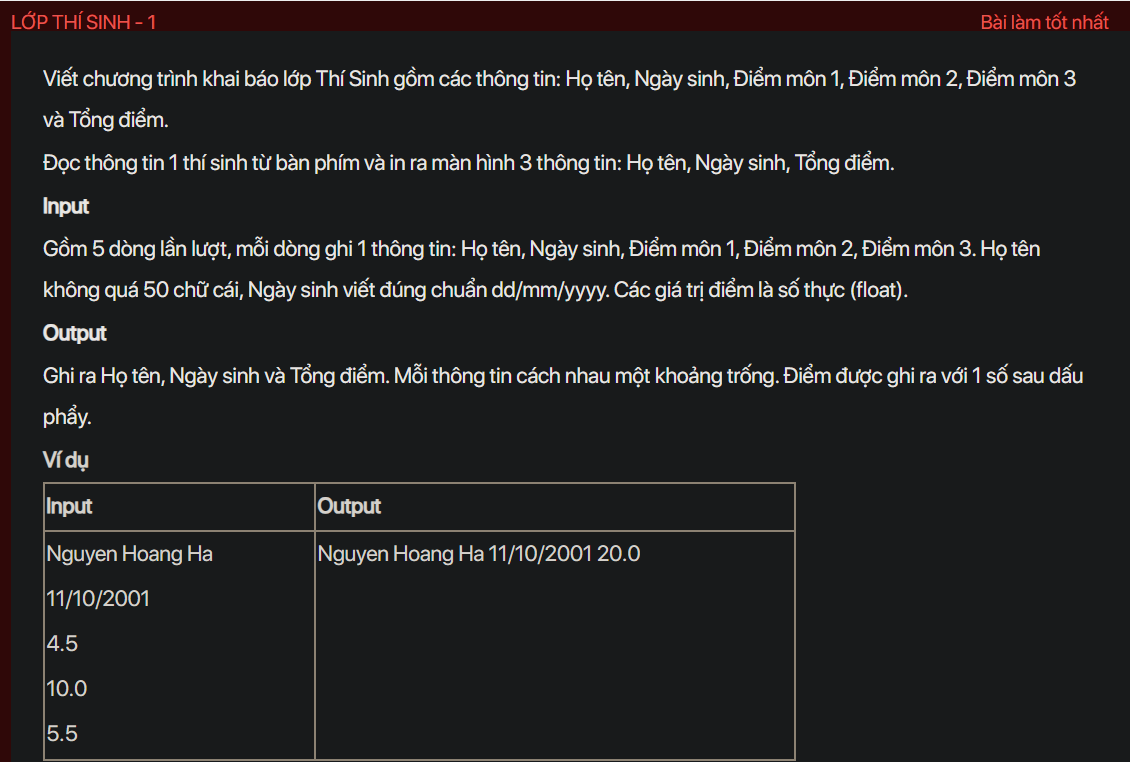 LỚP THÍ SINH - 1
Bài làm tốt nhất
Viết chương trình khai báo lớp Thí Sinh gồm các thông tin: Họ tên, Ngày sinh, Điểm môn 1, Điểm môn 2, Điểm môn 3
và Tổng điểm.
Đọc thông tin 1 thí sinh từ bàn phím và in ra màn hình 3 thông tin: Họ tên, Ngày sinh, Tổng điểm.
Input
Gồm 5 dòng lần lượt, mỗi dòng ghi 1 thông tin: Họ tên, Ngày sinh, Điểm môn 1, Điểm môn 2, Điểm môn 3. Họ tên
không quá 50 chữ cái, Ngày sinh viết đúng chuẩn dd/mm/yyyy. Các giá trị điểm là số thực (float).
Output
Ghi ra Họ tên, Ngày sinh và Tổng điểm. Mỗi thông tin cách nhau một khoảng trống. Điểm được ghi ra với 1 số sau dấu
phẩy.
Ví dụ
Input
Output
Nguyen Hoang Ha
11/10/2001
4.5
10.0
5.5
Nguyen Hoang Ha 11/10/2001 20.0